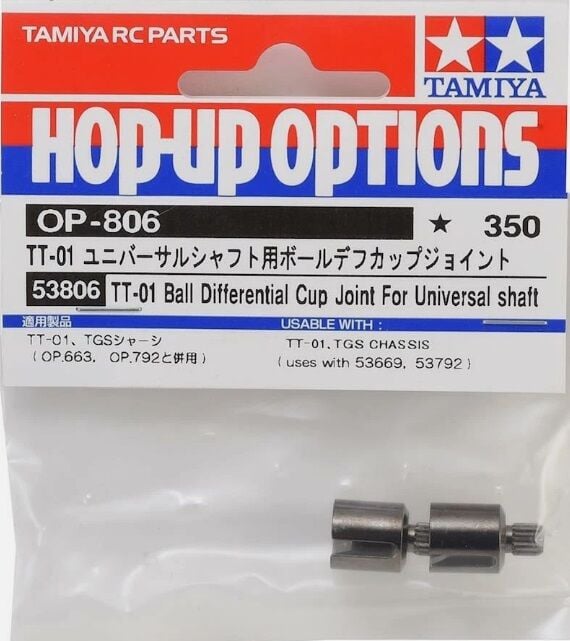 TAMIYA RC PARTS
TAMIYA
HOP-UP OPTIONS
OP-806 ★ 350
TT-01 ユニバーサルシャフト用ボールデフカップジョイント
53806 TT-01 Ball Differential Cup Joint For Universal shaft
適用製品
TT-01、TGSシャーシ
(OP.663, OP.792と併用)
USABLE WITH :
TT-01, TGS CHASSIS
(uses with 53669, 53792)